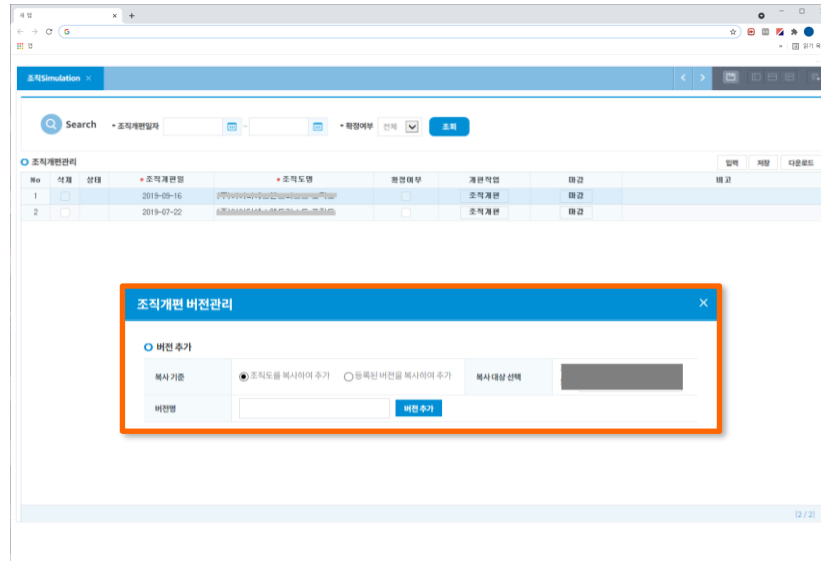 새 탭
G
앱
읽기
조직Simulation
Search
조직개편일자
-
확정여부
전체
조회
조직개편관리
입력 저장 다운로드
No 삭제 상태 * 조직개편일 * 조직도명 확정여부 개편작업 마감 비고
1 2019-09-16 조직개편 마감
2 2019-07-22 조직개편 마감
조직개편 버전관리
버전 추가
복사 기준 조직도를 복사하여 추가 등록된 버전을 복사하여 추가 복사 대상 선택
버전명 버전 추가
(2 / 2)